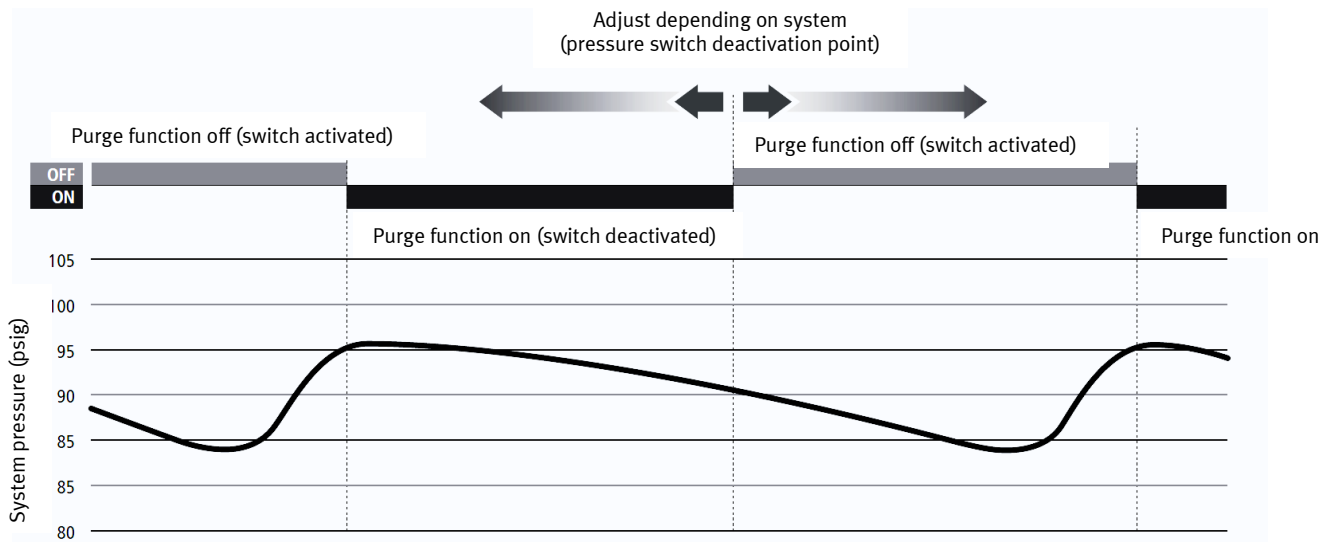 Adjust depending on system
(pressure switch deactivation point)
Purge function off (switch activated)
Purge function off (switch activated)
OFF
ON
Purge function on (switch deactivated)
Purge function on
System pressure (psig)
105
100
95
90
85
85
80